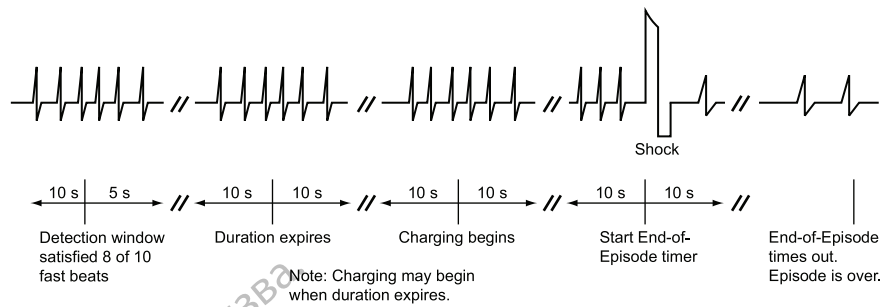 Shock
10 s 5 s
10 s 10 s
10 s 10 s
10 s 10 s
Detection window
satisfied 8 of 10
fast beats
Duration expires
Charging begins
Note: Charging may begin
when duration expires.
Start End-of-
Episode timer
End-of-Episode
times out.
Episode is over.